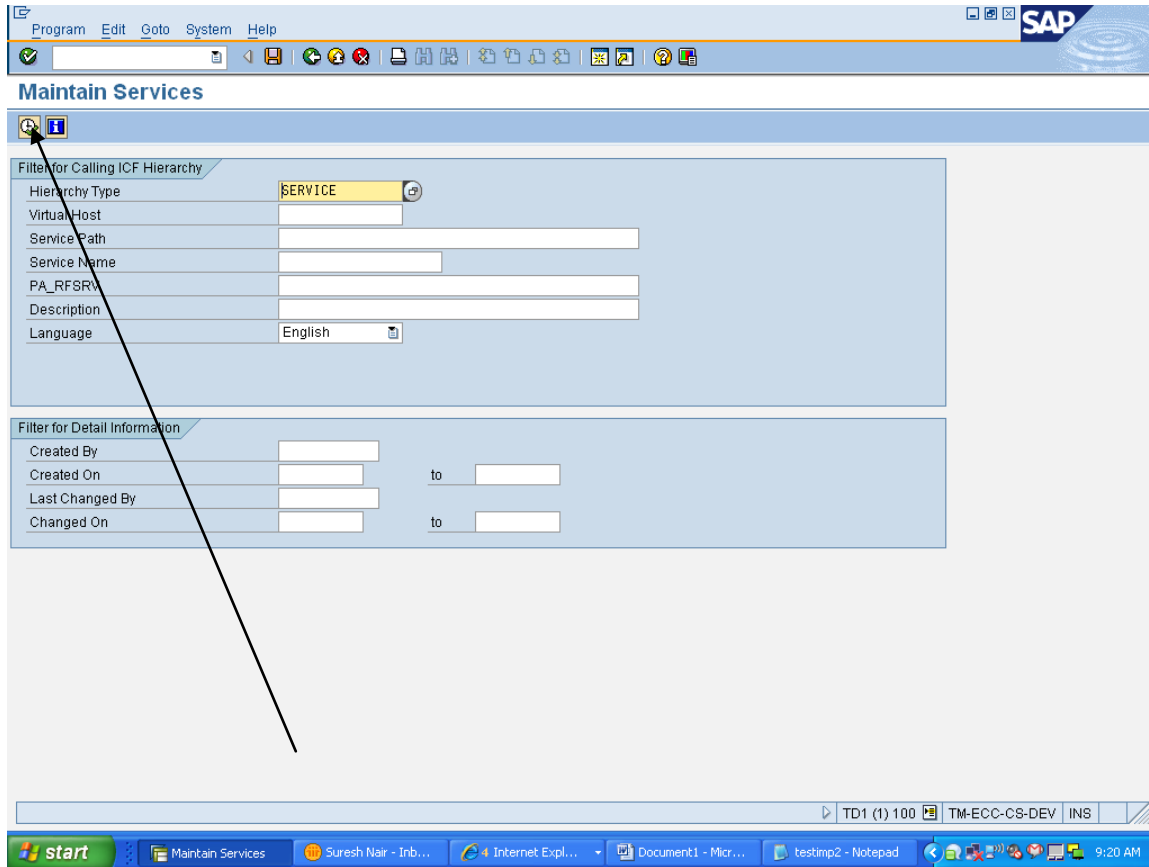 Program Edit Goto System Help
SAP
Maintain Services
Filter for Calling ICF Hierarchy
Hierarchy Type SERVICE
Virtual Host
Service Path
Service Name
PA_RFSRV
Description
Language English
Filter for Detail Information
Created By
Created On to
Last Changed By
Changed On to
TD1 (1) 100 TM-ECC-CS-DEV INS
start Maintain Services Suresh Nair - Inb... 4 Internet Expl... Document1 - Micr... testimp2 - Notepad 9:20 AM